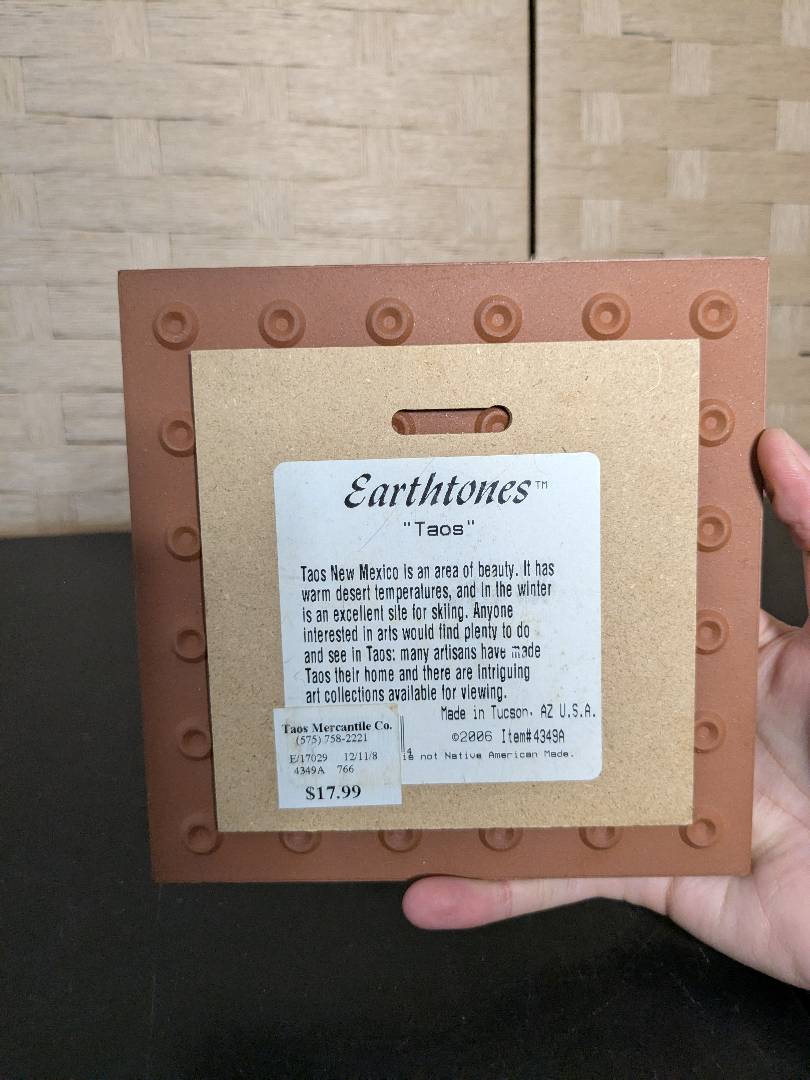 Earthtones™
"Taos"
Taos New Mexico is an area of beauty. It has
warm desert temperatures, and in the winter
is an excellent site for skiing. Anyone
interested in arts would find plenty to do
and see in Taos: many artisans have made
Taos their home and there are intriguing
art collections available for viewing.
Made in Tucson, AZ U.S.A.
©2006 Item#4349A
is not Native American Made.
Taos Mercantile Co.
(575) 758-2221
E/17029 12/11/8
4349A 766
$17.99